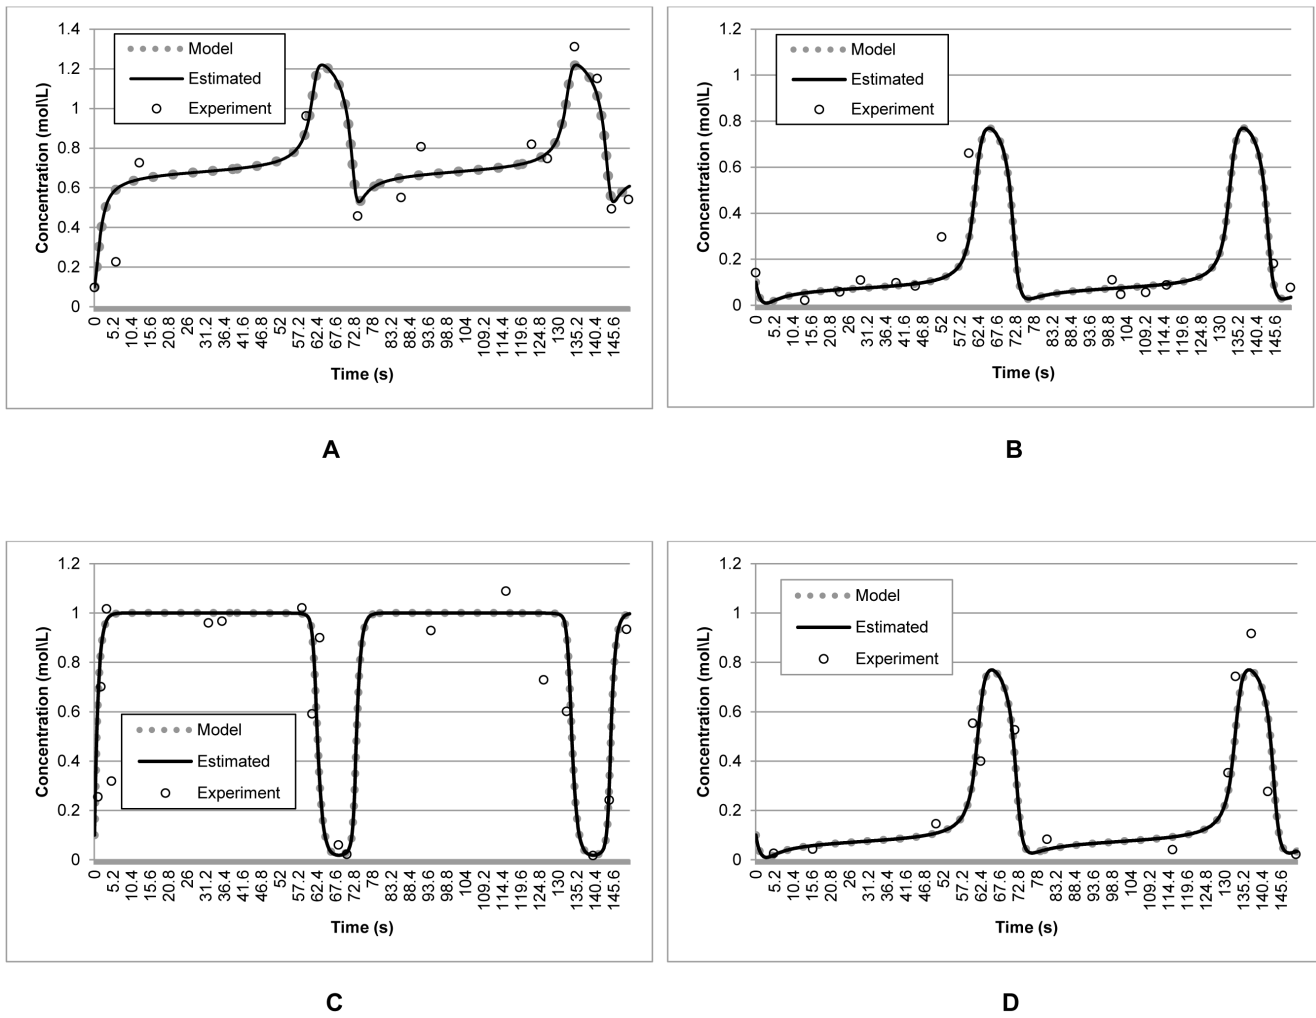 1.4
1.2
1
0.8
0.6
0.4
0.2
0
Concentration (mol\L)
Model
Estimated
Experiment
0 5.2 10.4 15.6 20.8 26 31.2 36.4 41.6 46.8 52 57.2 62.4 67.6 72.8 78 83.2 88.4 93.6 98.8 104 109.2 114.4 119.6 124.8 130 135.2 140.4 145.6
Time (s)
A
1.2
1
0.8
0.6
0.4
0.2
0
Concentration (mol\L)
Model
Estimated
Experiment
0 5.2 10.4 15.6 20.8 26 31.2 36.4 41.6 46.8 52 57.2 62.4 67.6 72.8 78 83.2 88.4 93.6 98.8 104 109.2 114.4 119.6 124.8 130 135.2 140.4 145.6
Time (s)
B
1.2
1
0.8
0.6
0.4
0.2
0
Concentration (mol\L)
Model
Estimated
Experiment
0 5.2 10.4 15.6 20.8 26 31.2 36.4 41.6 46.8 52 57.2 62.4 67.6 72.8 78 83.2 88.4 93.6 98.8 104 109.2 114.4 119.6 124.8 130 135.2 140.4 145.6
Time (s)
C
1.2
1
0.8
0.6
0.4
0.2
0
Concentration (mol\L)
Model
Estimated
Experiment
0 5.2 10.4 15.6 20.8 26 31.2 36.4 41.6 46.8 52 57.2 62.4 67.6 72.8 78 83.2 88.4 93.6 98.8 104 109.2 114.4 119.6 124.8 130 135.2 140.4 145.6
Time (s)
D